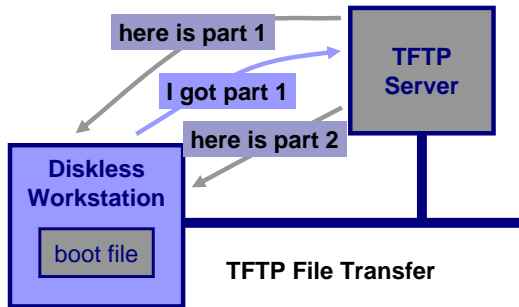 here is part 1
TFTP
Server
I got part 1
here is part 2
Diskless
Workstation
boot file
TFTP File Transfer